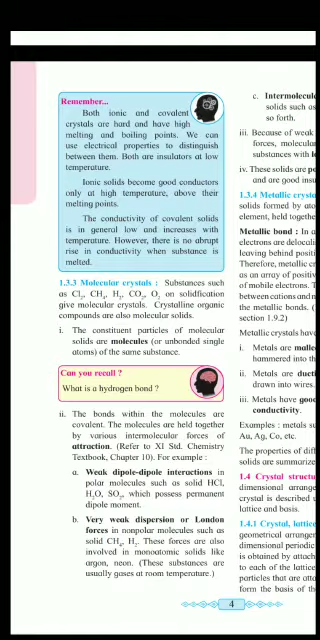 Remember...
Both ionic and covalent
crystals are hard and have high
melting and boiling points. We can
use electrical properties to distinguish
between them. Both are insulators at low
temperature.
Ionic solids become good conductors
only at high temperature, above their
melting points.
The conductivity of covalent solids
is in general low and increases with
temperature. However, there is no abrupt
rise in conductivity when substance is
melted.
1.3.3 Molecular crystals : Substances such
as Cl₂, CH₄, H₂, CO₂, O₂ on solidfication
give molecular crystals. Crystalline organic
compounds are also molecular solids.
i. The constituent particles of molecular
solids are molecules (or unbonded single
atoms) of the same substance.
Can you recall ?
What is a hydrogen bond ?
ii. The bonds within the molecules are
covalent. The molecules are held together
by various intermolecular forces of
attraction. (Refer to XI Std. Chemistry
Textbook, Chapter 10). For example :
a. Weak dipole-dipole interactions in
polar molecules such as solid HCl,
H₂O, SO₂, which possess permanent
dipole moment.
b. Very weak dispersion or London
forces in nonpolar molecules such as
solid CH₄, H₂. These forces are also
involved in monoatomic solids like
argon, neon. (These substances are
usually gases at room temperature.)
c. Intermolecul
solids such as
so forth.
iii. Because of weak
forces, molecular
substances with
iv. These solids are
and are good insu
1.3.4 Metallic crysta
solids formed by ato
element, held togethe
Metallic bond : In a
electrons are delocali
leaving behind positi
Therefore, metallic cr
as an array of positiv
of mobile electrons. T
between cations and
the metallic bonds. (
section 1.9.2)
Metallic crystals have
i. Metals are malle
hammered into th
ii. Metals are ducti
drawn into wires.
iii. Metals have good
conductivity.
Examples : metals su
Au, Ag, Co, etc.
The properties of diff
solids are summarize
1.4 Crystal structu
dimensional arrange
crystal is described u
lattice and basis.
1.4.1 Crystal, lattice
geometrical arranger
dimensional periodic
is obtained by attach
to each of the lattice
particles that are atta
form the basis of th
4